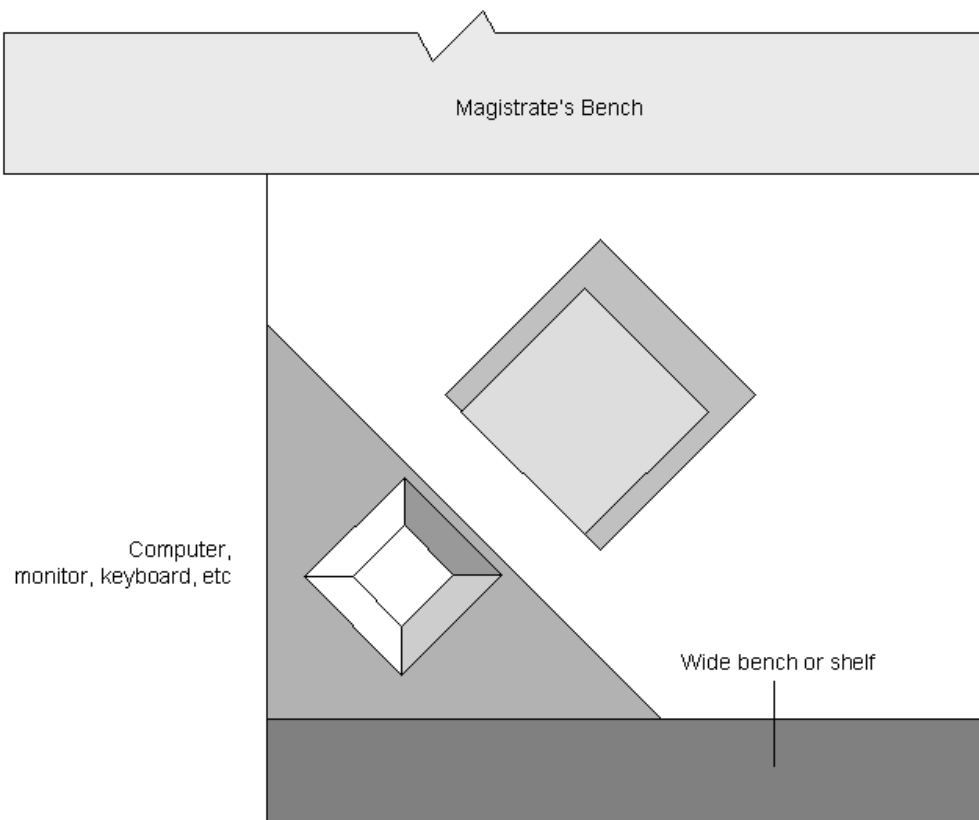 Magistrate's Bench
Computer,
monitor, keyboard, etc
Wide bench or shelf